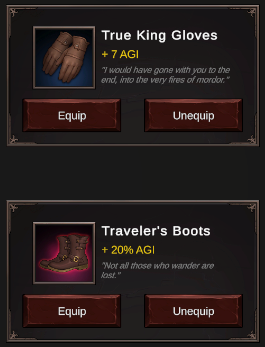 True King Gloves
+ 7 AGI
"I would have gone with you to the
end, into the very fires of mordor."
Equip
Unequip
Traveler's Boots
+ 20% AGI
"Not all those who wander are
lost."
Equip
Unequip